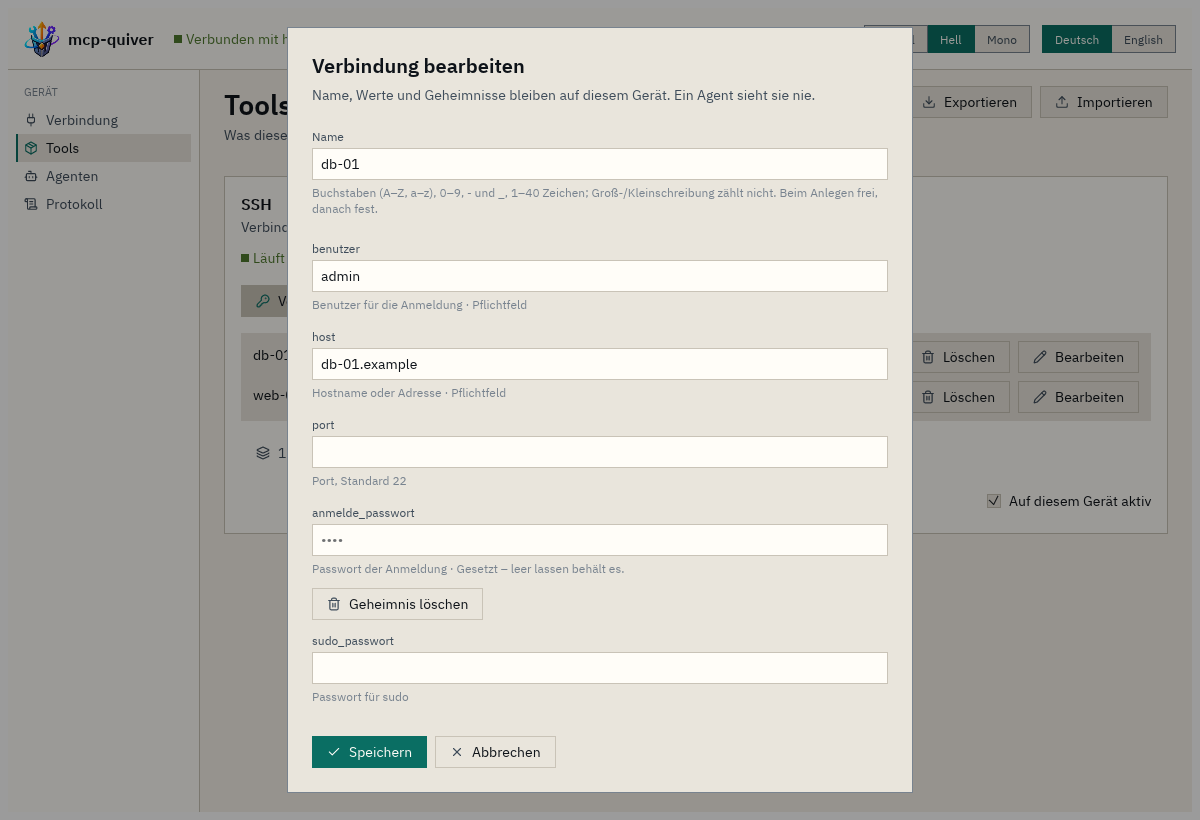 mcp-quiver
Verbunden mit
Hell
Mono
Deutsch
English
GERÄT
Verbindung
Tools
Agenten
Protokoll
Tools
Was diese
Exportieren
Importieren
SSH
Läuft
db-01
Löschen
Bearbeiten
Löschen
Bearbeiten
Auf diesem Gerät aktiv
Verbindung bearbeiten
Name, Werte und Geheimnisse bleiben auf diesem Gerät. Ein Agent sieht sie nie.
Name
db-01
Buchstaben (A–Z, a–z), 0–9, - und _, 1–40 Zeichen; Groß-/Kleinschreibung zählt nicht. Beim Anlegen frei,
danach fest.
benutzer
admin
Benutzer für die Anmeldung · Pflichtfeld
host
db-01.example
Hostname oder Adresse · Pflichtfeld
port
Port, Standard 22
anmelde_passwort
••••
Passwort der Anmeldung · Gesetzt – leer lassen behält es.
Geheimnis löschen
sudo_passwort
Passwort für sudo
Speichern
Abbrechen